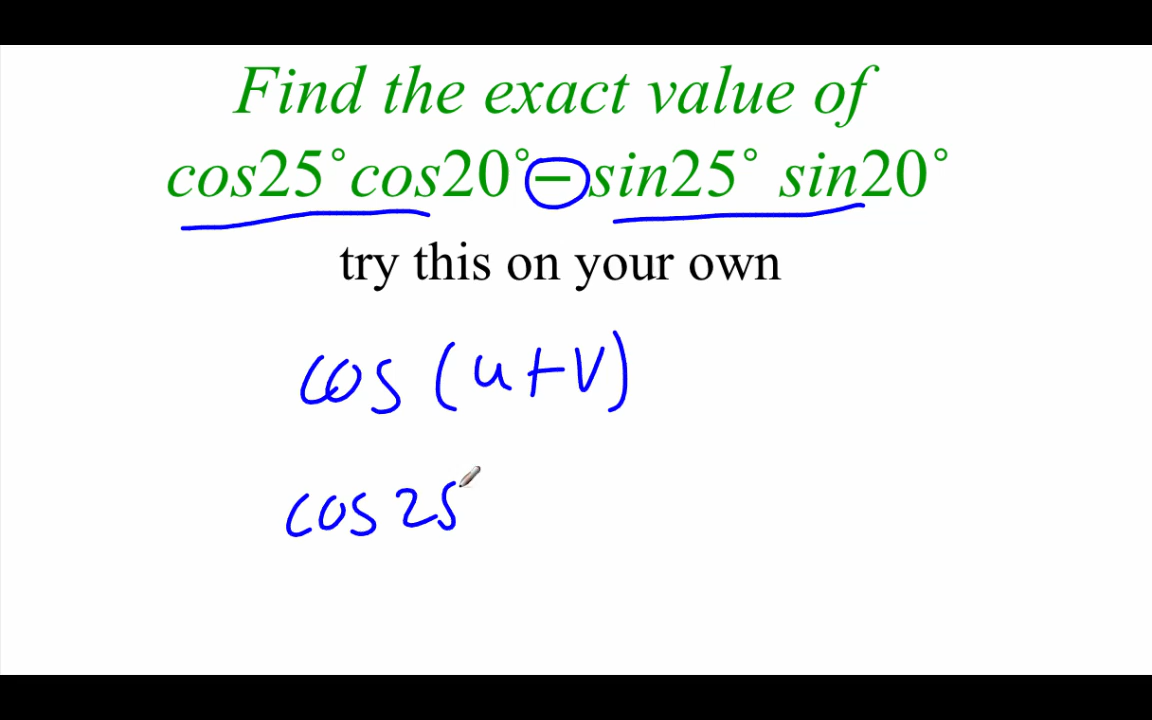 Find the exact value of
cos25°cos20°−sin25° sin20°
try this on your own
cos (u+v)
cos 25